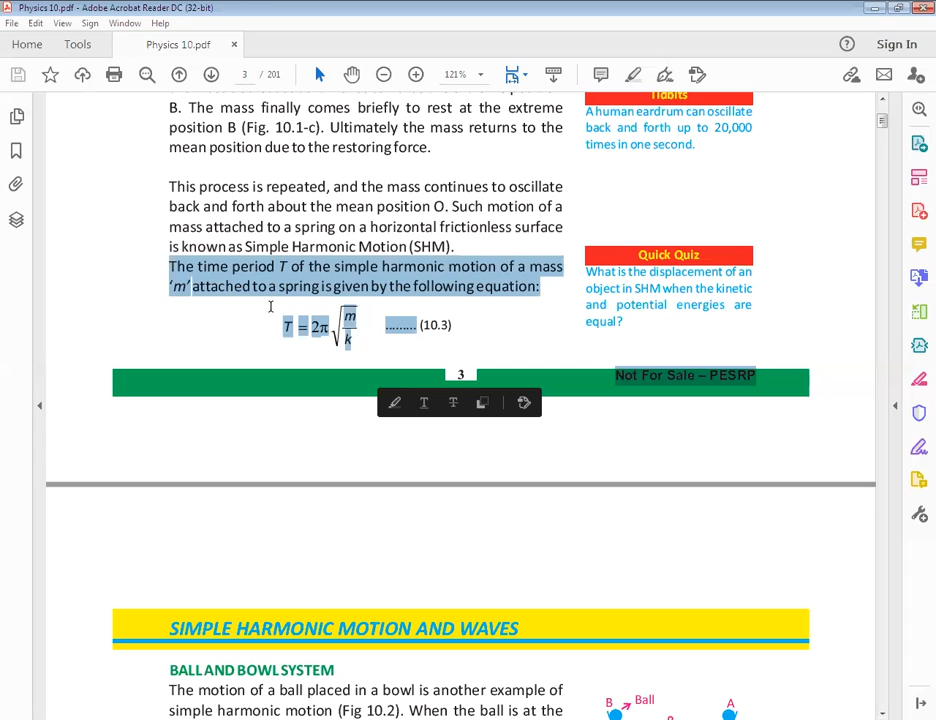 Physics 10.pdf - Adobe Acrobat Reader DC (32-bit)
File Edit View Sign Window Help
Home Tools Physics 10.pdf × Sign In
3 / 201 121%
B. The mass finally comes briefly to rest at the extreme
position B (Fig. 10.1-c). Ultimately the mass returns to the
mean position due to the restoring force.
This process is repeated, and the mass continues to oscillate
back and forth about the mean position O. Such motion of a
mass attached to a spring on a horizontal frictionless surface
is known as Simple Harmonic Motion (SHM).
The time period T of the simple harmonic motion of a mass
‘m’ attached to a spring is given by the following equation:
T = 2π√(m/k) ......... (10.3)
Tidbits
A human eardrum can oscillate
back and forth up to 20,000
times in one second.
Quick Quiz
What is the displacement of an
object in SHM when the kinetic
and potential energies are
equal?
3
Not For Sale – PESRP
SIMPLE HARMONIC MOTION AND WAVES
BALL AND BOWL SYSTEM
The motion of a ball placed in a bowl is another example of
simple harmonic motion (Fig 10.2). When the ball is at the
B Ball A